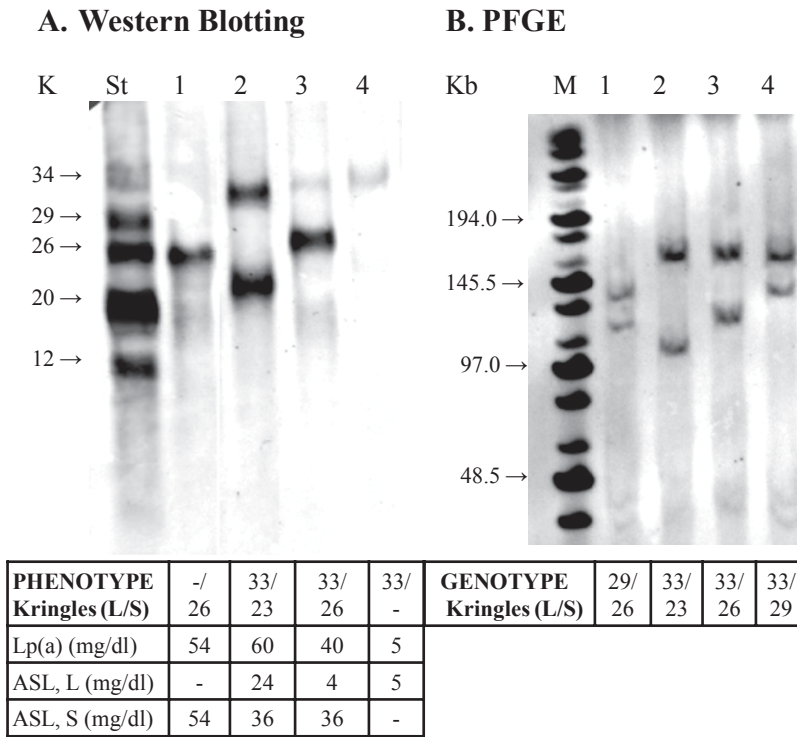 A. Western Blotting
B. PFGE
K St 1 2 3 4
34 →
29 →
26 →
20 →
12 →
Kb M 1 2 3 4
194.0 →
145.5 →
97.0 →
48.5 →
PHENOTYPE -/ 33/ 33/ 33/
Kringles (L/S) 26 23 26 -
Lp(a) (mg/dl) 54 60 40 5
ASL, L (mg/dl) - 24 4 5
ASL, S (mg/dl) 54 36 36 -
GENOTYPE 29/ 33/ 33/ 33/
Kringles (L/S) 26 23 26 29